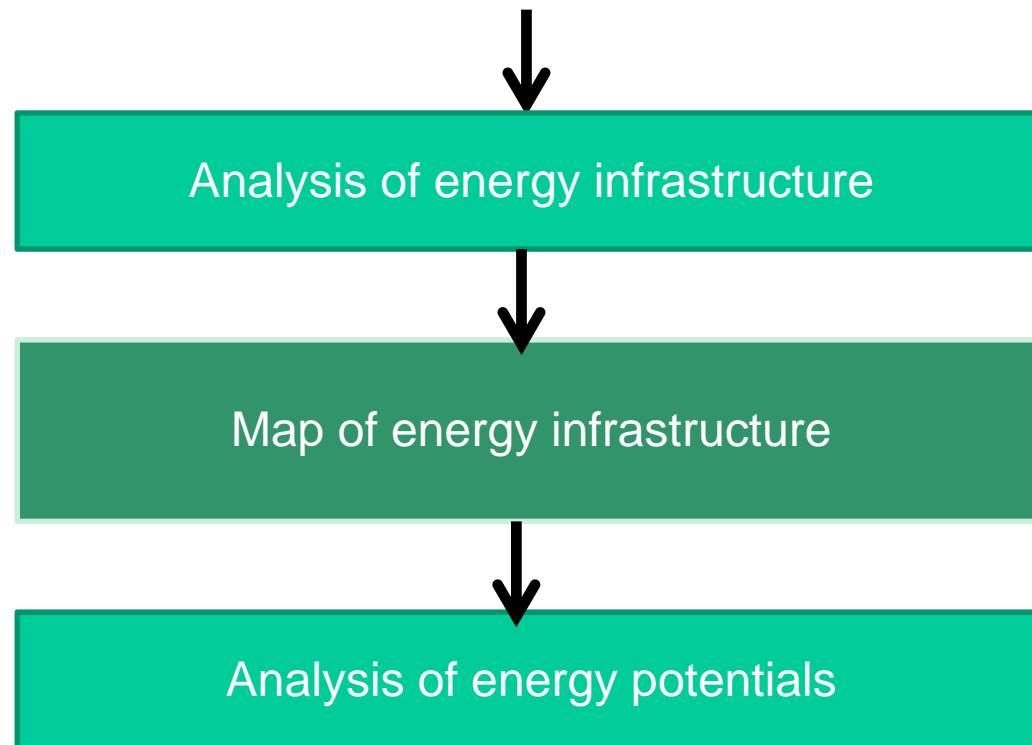 Analysis of energy infrastructure
Map of energy infrastructure
Analysis of energy potentials